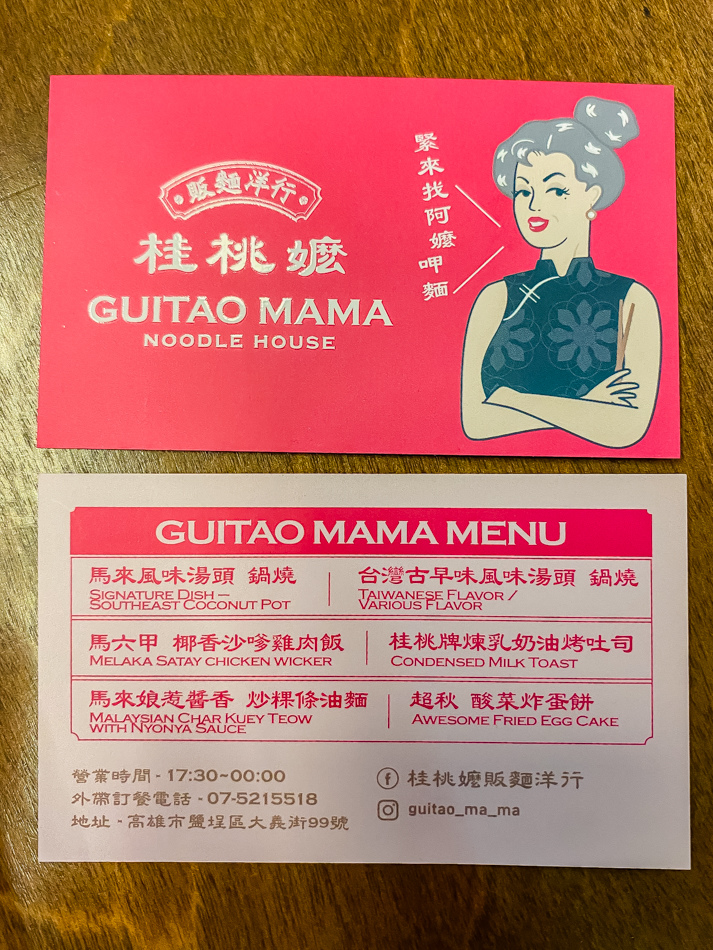 販麵洋行
桂桃嬤
GUITAO MAMA
NOODLE HOUSE
緊來找阿嬤呷麵
GUITAO MAMA MENU
馬來風味湯頭 鍋燒
SIGNATURE DISH –
SOUTHEAST COCONUT POT
台灣古早味風味湯頭 鍋燒
TAIWANESE FLAVOR /
VARIOUS FLAVOR
馬六甲 椰香沙嗲雞肉飯
MELAKA SATAY CHICKEN WICKER
桂桃牌煉乳奶油烤吐司
CONDENSED MILK TOAST
馬來娘惹醬香 炒粿條油麵
MALAYSIAN CHAR KUEY TEOW
WITH NYONYA SAUCE
超秋 酸菜炸蛋餅
AWESOME FRIED EGG CAKE
營業時間 - 17:30~00:00
外帶訂餐電話 - 07-5215518
地址 - 高雄市鹽埕區大義街99號
桂桃嬤販麵洋行
guitao_ma_ma